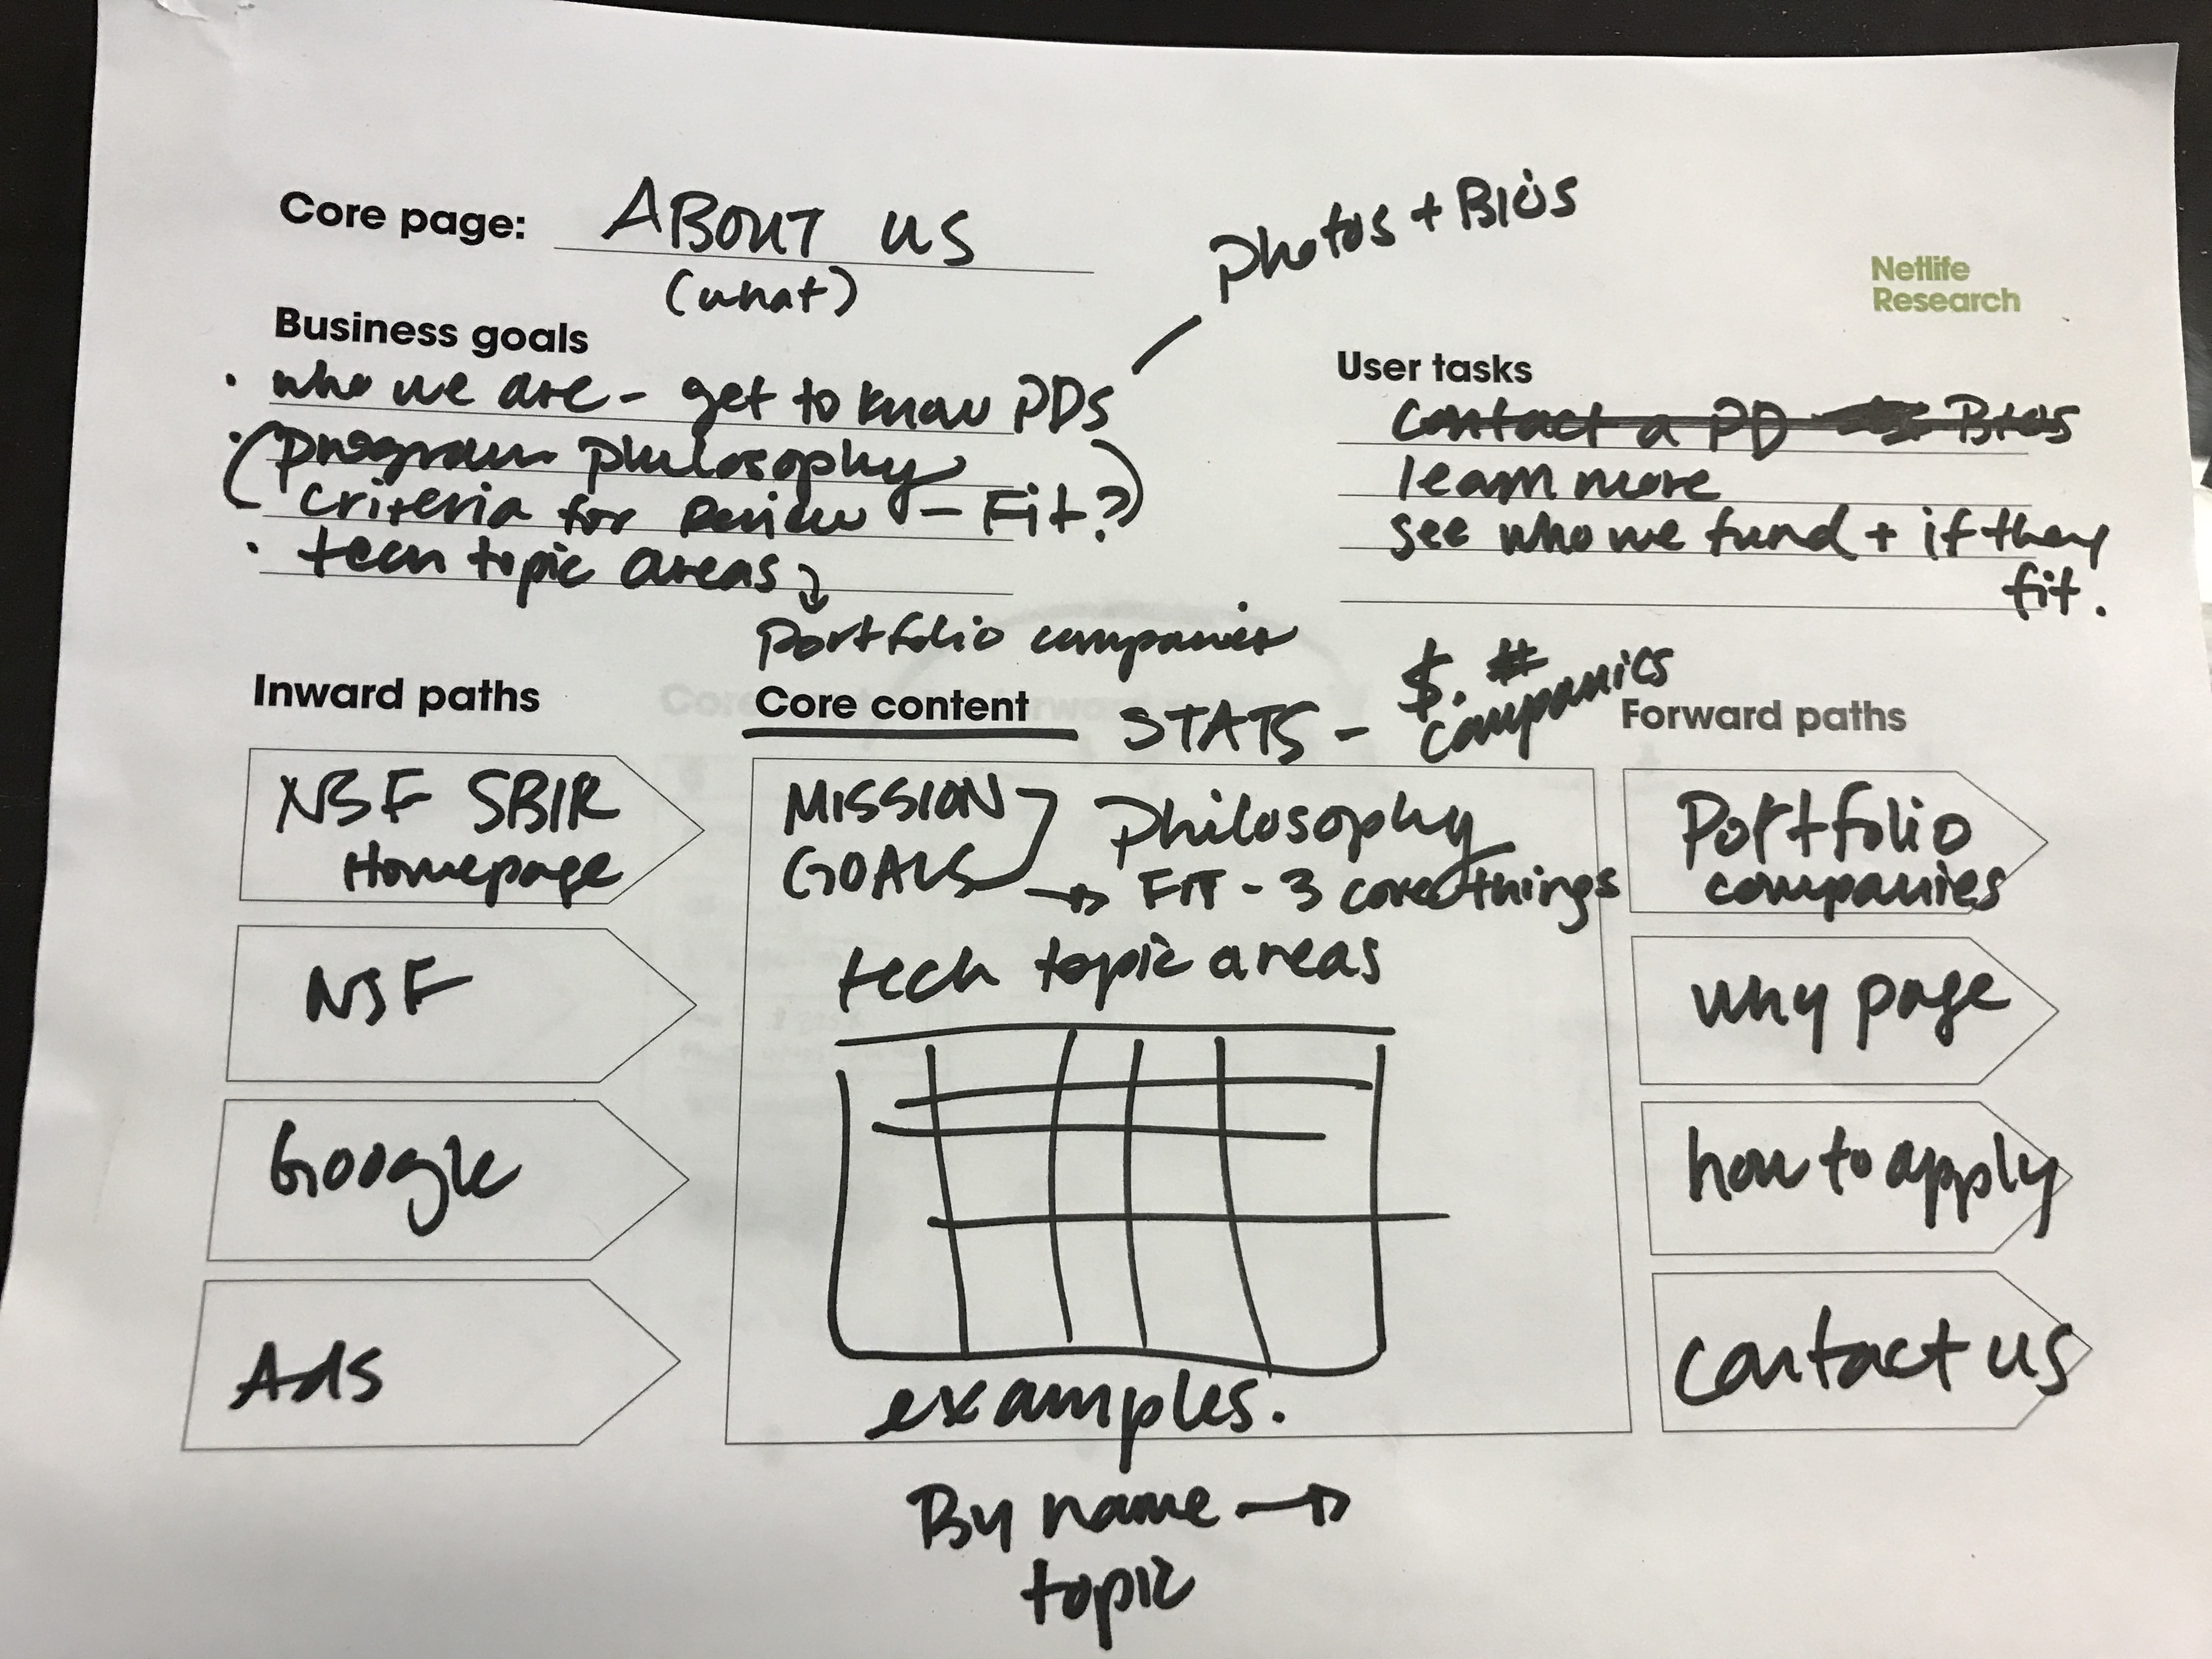 Core page: ABOUT US
(what)
photos + BIOS
Netlife
Research
Business goals
• who we are - get to know PDs
• (program philosophy
criteria for Review - Fit?)
• tech topic areas
portfolio companies
User tasks
contact a PD Bios
learn more
see who we fund + if they
fit.
Inward paths
NSF SBIR
Homepage
NSF
Google
Ads
Core content
STATS - $. #
companies
MISSION
GOALS
Philosophy
→ FIT - 3 core things
tech topic areas
examples.
By name →
topic
Forward paths
Portfolio
companies
why page
how to apply
contact us